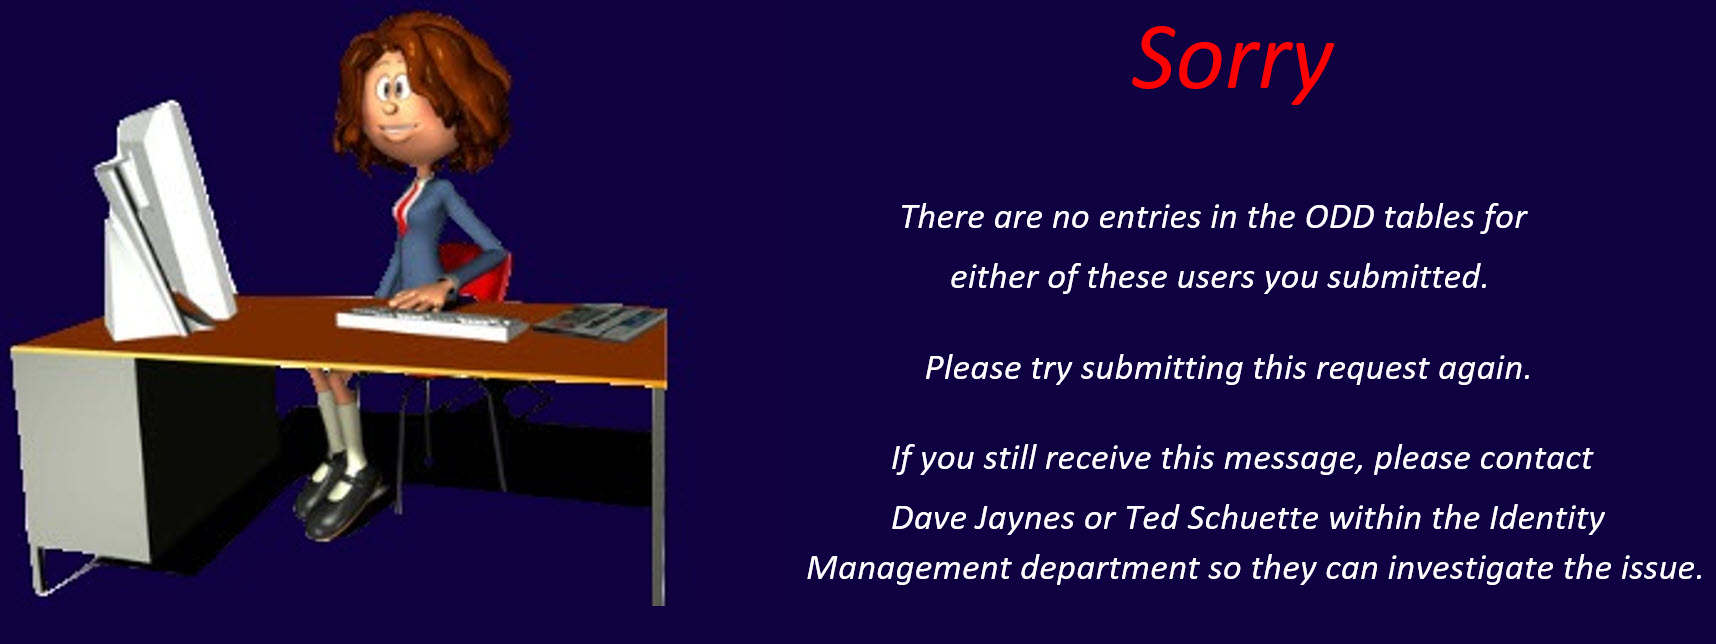 Sorry
There are no entries in the ODD tables for
either of these users you submitted.
Please try submitting this request again.
If you still receive this message, please contact
Dave Jaynes or Ted Schuette within the Identity
Management department so they can investigate the issue.